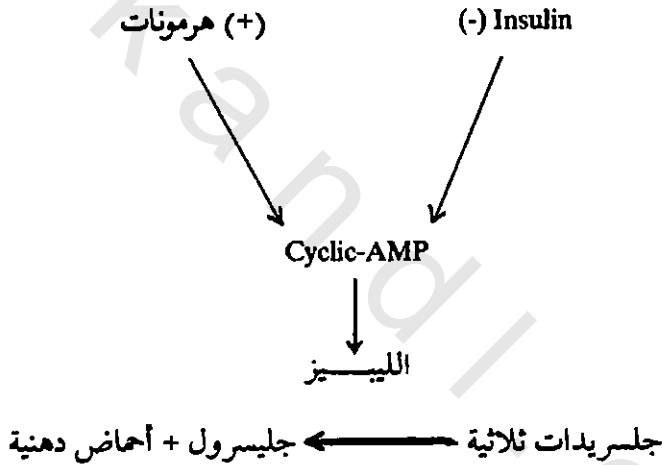 (+) هرمونات
(-) Insulin
Cyclic-AMP
الليبيز
جلسريدات ثلاثية
جليسرول + أحماض دهنية